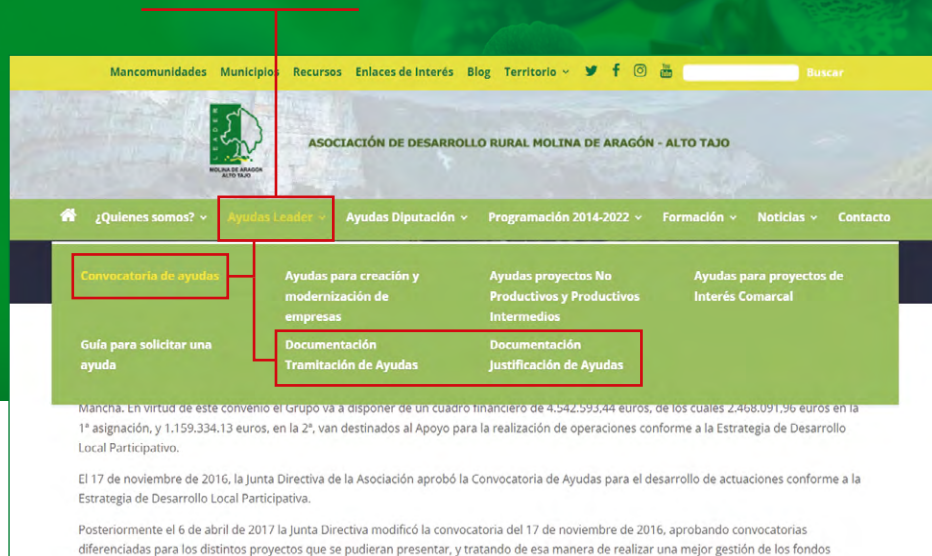 Mancomunidades Municipios Recursos Enlaces de Interés Blog Territorio Buscar
LEADER
MOLINA DE ARAGÓN
ALTO TAJO
ASOCIACIÓN DE DESARROLLO RURAL MOLINA DE ARAGÓN - ALTO TAJO
¿Quienes somos? Ayudas Leader Ayudas Diputación Programación 2014-2022 Formación Noticias Contacto
Convocatoria de ayudas
Ayudas para creación y
modernización de
empresas
Ayudas proyectos No
Productivos y Productivos
Intermedios
Ayudas para proyectos de
Interés Comarcal
Guía para solicitar una
ayuda
Documentación
Tramitación de Ayudas
Documentación
Justificación de Ayudas
Mancha. En virtud de este convenio el Grupo va a disponer de un cuadro financiero de 4.542.593,44 euros, de los cuales 2.468.091,96 euros en la
1ª asignación, y 1.159.334.13 euros, en la 2ª, van destinados al Apoyo para la realización de operaciones conforme a la Estrategia de Desarrollo
Local Participativo.
El 17 de noviembre de 2016, la Junta Directiva de la Asociación aprobó la Convocatoria de Ayudas para el desarrollo de actuaciones conforme a la
Estrategia de Desarrollo Local Participativa.
Posteriormente el 6 de abril de 2017 la Junta Directiva modificó la convocatoria del 17 de noviembre de 2016, aprobando convocatorias
diferenciadas para los distintos proyectos que se pudieran presentar, y tratando de esa manera de realizar una mejor gestión de los fondos